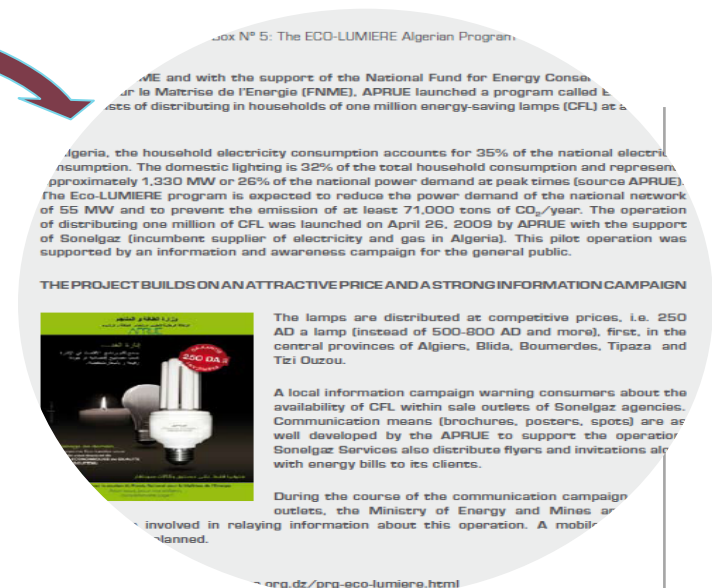 Box N° 5: The ECO-LUMIERE Algerian Program
and with the support of the National Fund for Energy
le Maîtrise de l'Energie (FNME), APRUE launched a program called
of distributing in households of one million energy-saving lamps (CFL) at
Algeria, the household electricity consumption accounts for 35% of the national
consumption. The domestic lighting is 32% of the total household consumption and
approximately 1,330 MW or 26% of the national power demand at peak times (source APRUE).
The Eco-LUMIERE program is expected to reduce the power demand of the national network
of 55 MW and to prevent the emission of at least 71,000 tons of CO₂/year. The operation
of distributing one million of CFL was launched on April 26, 2009 by APRUE with the support
of Sonelgaz (incumbent supplier of electricity and gas in Algeria). This pilot operation was
supported by an information and awareness campaign for the general public.
THE PROJECT BUILDS ON AN ATTRACTIVE PRICE AND A STRONG INFORMATION CAMPAIGN
وزارة الطاقة و المناجم
APRUE
إنارة الغد...
250 DA
The lamps are distributed at competitive prices, i.e. 250
AD a lamp (instead of 500-800 AD and more), first, in the
central provinces of Algiers, Blida, Boumerdes, Tipaza and
Tizi Ouzou.
A local information campaign warning consumers about the
availability of CFL within sale outlets of Sonelgaz agencies.
Communication means (brochures, posters, spots) are as
well developed by the APRUE to support the operation
Sonelgaz Services also distribute flyers and invitations
with energy bills to its clients.
During the course of the communication campaign
outlets, the Ministry of Energy and Mines
involved in relaying information about this operation. A
planned.
org.dz/prg-eco-lumiere.html